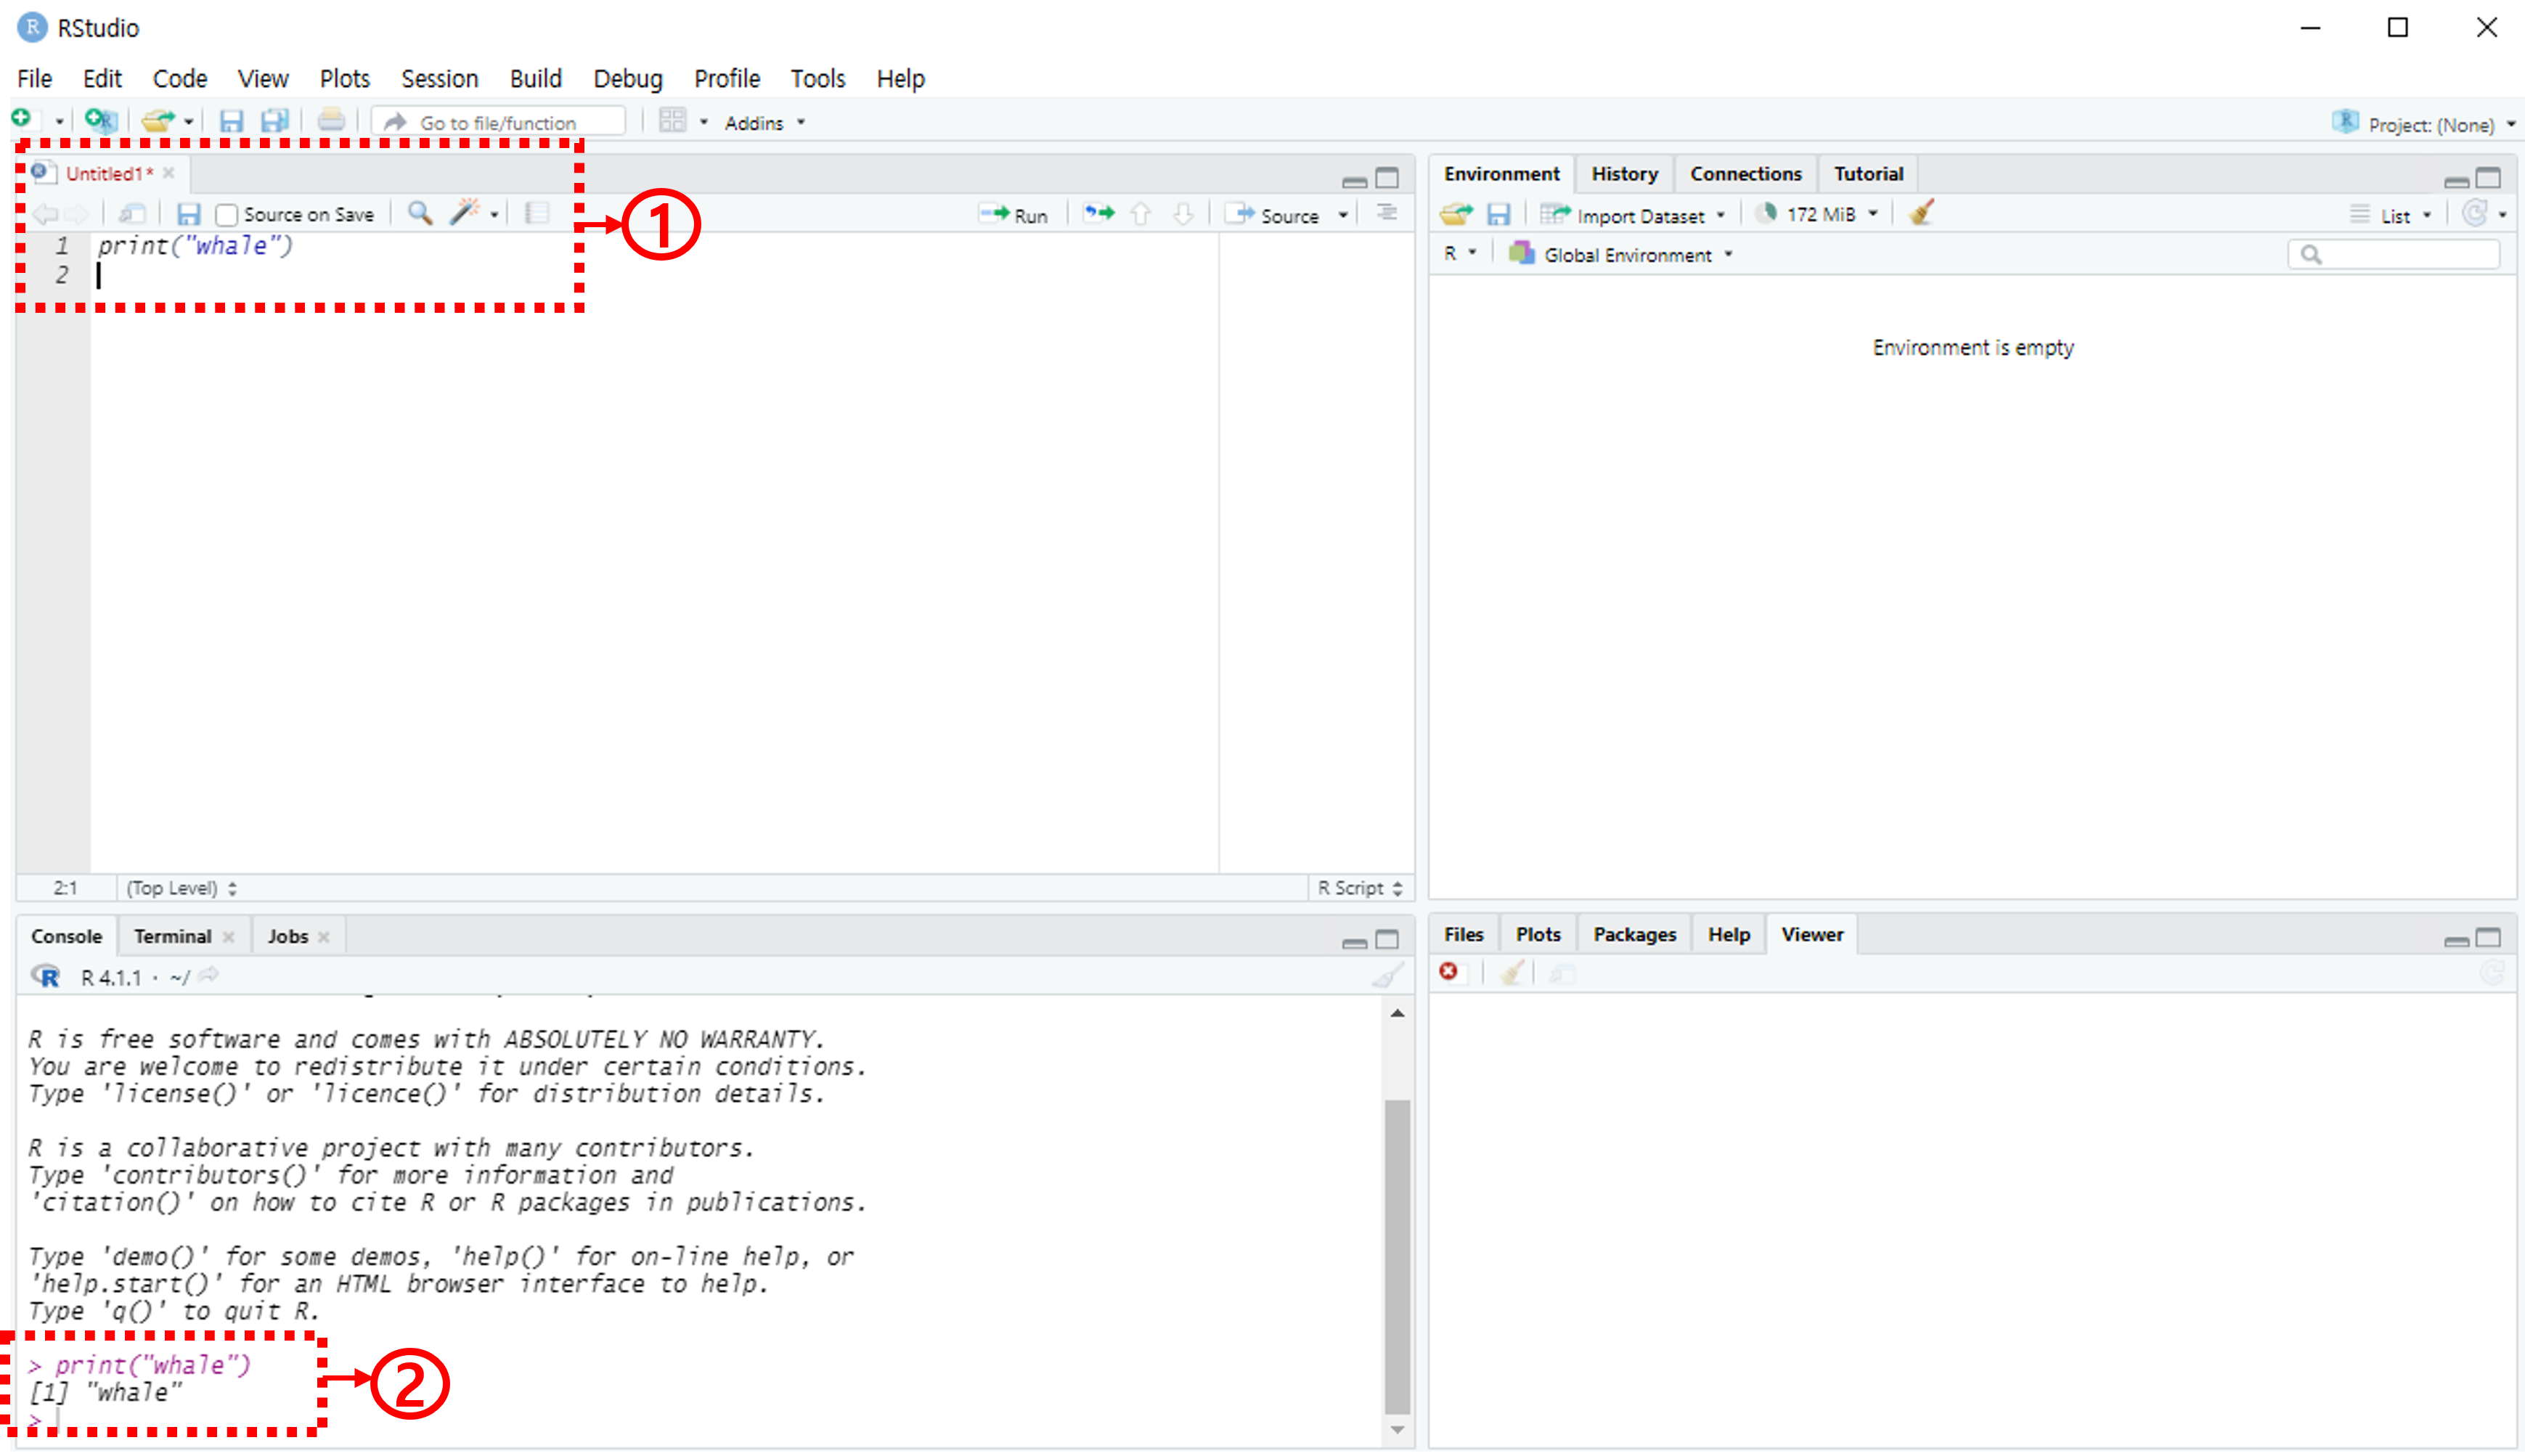 RStudio
File Edit Code View Plots Session Build Debug Profile Tools Help
Go to file/function Addins Project: (None)
Untitled1*
Source on Save Run Source
①
1 print("whale")
2
2:1 (Top Level) R Script
Environment History Connections Tutorial
Import Dataset 172 MiB List
R Global Environment
Environment is empty
Console Terminal Jobs
R 4.1.1 · ~/
R is free software and comes with ABSOLUTELY NO WARRANTY.
You are welcome to redistribute it under certain conditions.
Type 'license()' or 'licence()' for distribution details.
R is a collaborative project with many contributors.
Type 'contributors()' for more information and
'citation()' on how to cite R or R packages in publications.
Type 'demo()' for some demos, 'help()' for on-line help, or
'help.start()' for an HTML browser interface to help.
Type 'q()' to quit R.
> print("whale")
[1] "whale"
>
②
Files Plots Packages Help Viewer